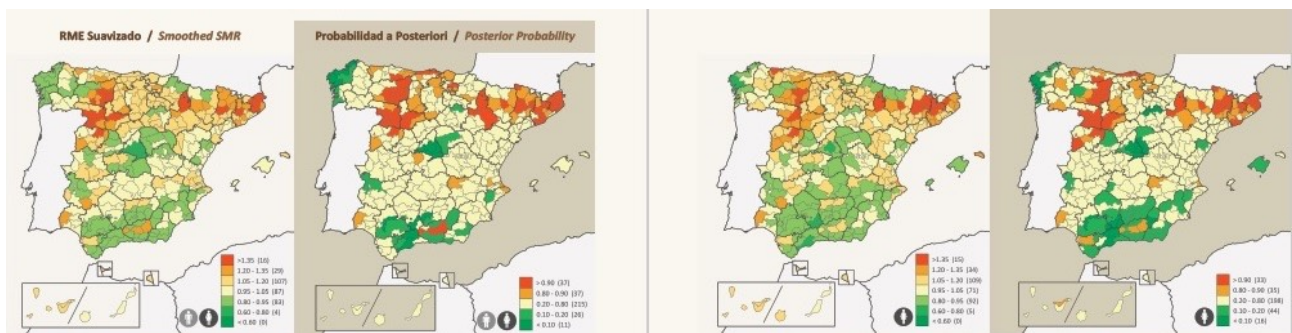 RME Suavizado / Smoothed SMR
Probabilidad a Posteriori / Posterior Probability
>1.35 (16)
1.20 - 1.35 (29)
1.05 - 1.20 (107)
0.95 - 1.05 (87)
0.80 - 0.95 (83)
0.60 - 0.80 (4)
< 0.60 (0)
> 0.90 (37)
0.80 - 0.90 (37)
0.20 - 0.80 (215)
0.10 - 0.20 (26)
< 0.10 (11)
>1.35 (15)
1.20 - 1.35 (34)
1.05 - 1.20 (109)
0.95 - 1.05 (71)
0.80 - 0.95 (92)
0.60 - 0.80 (5)
< 0.60 (0)
> 0.90 (33)
0.80 - 0.90 (35)
0.20 - 0.80 (198)
0.10 - 0.20 (44)
< 0.10 (16)